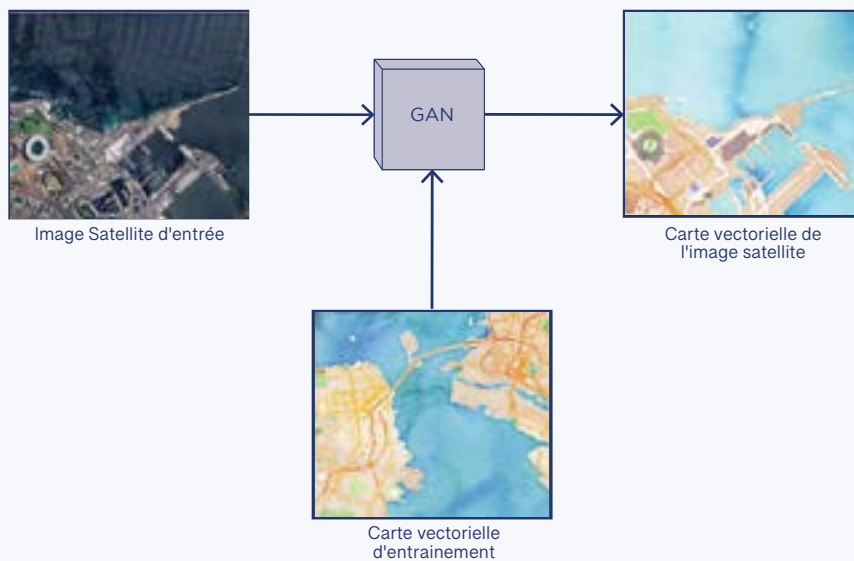 GAN
Image Satellite d'entrée
Carte vectorielle de
l'image satellite
Carte vectorielle
d'entrainement